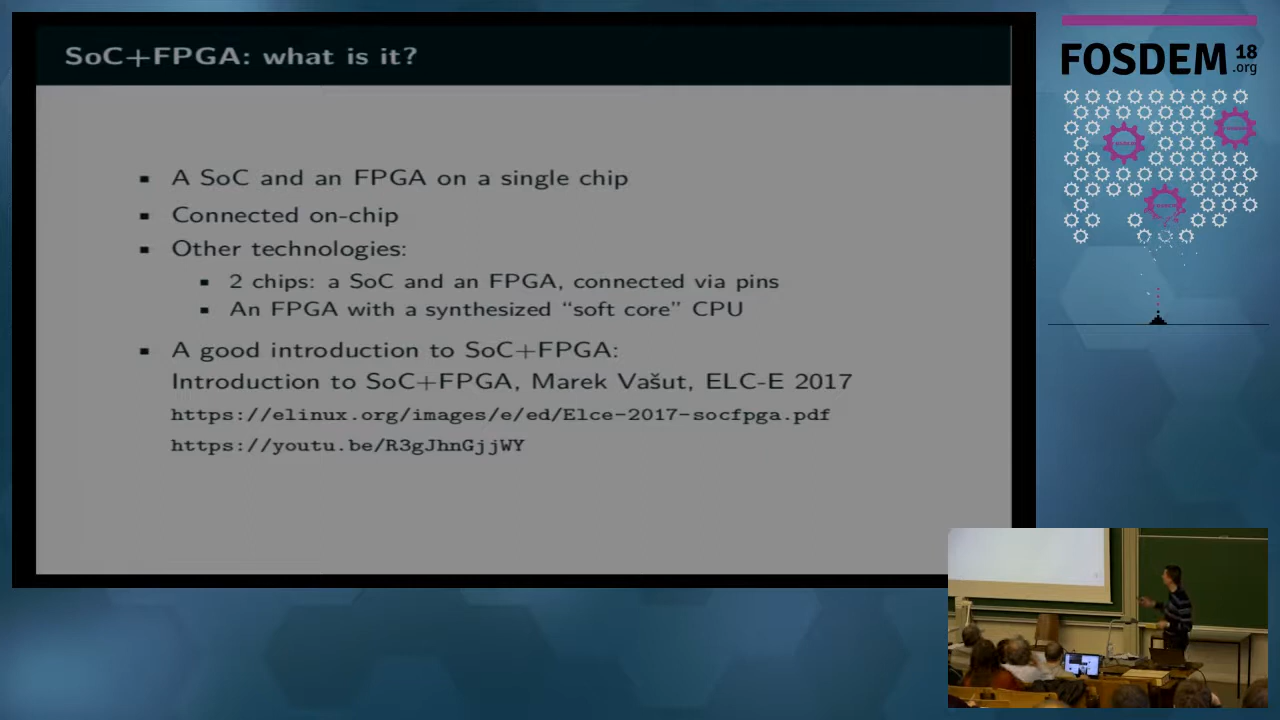 SoC+FPGA: what is it?
A SoC and an FPGA on a single chip
Connected on-chip
Other technologies:
2 chips: a SoC and an FPGA, connected via pins
An FPGA with a synthesized “soft core” CPU
A good introduction to SoC+FPGA:
Introduction to SoC+FPGA, Marek Vašut, ELC-E 2017
https://elinux.org/images/e/ed/Elce-2017-socfpga.pdf
https://youtu.be/R3gJhnGjjWY
FOSDEM 18
.org